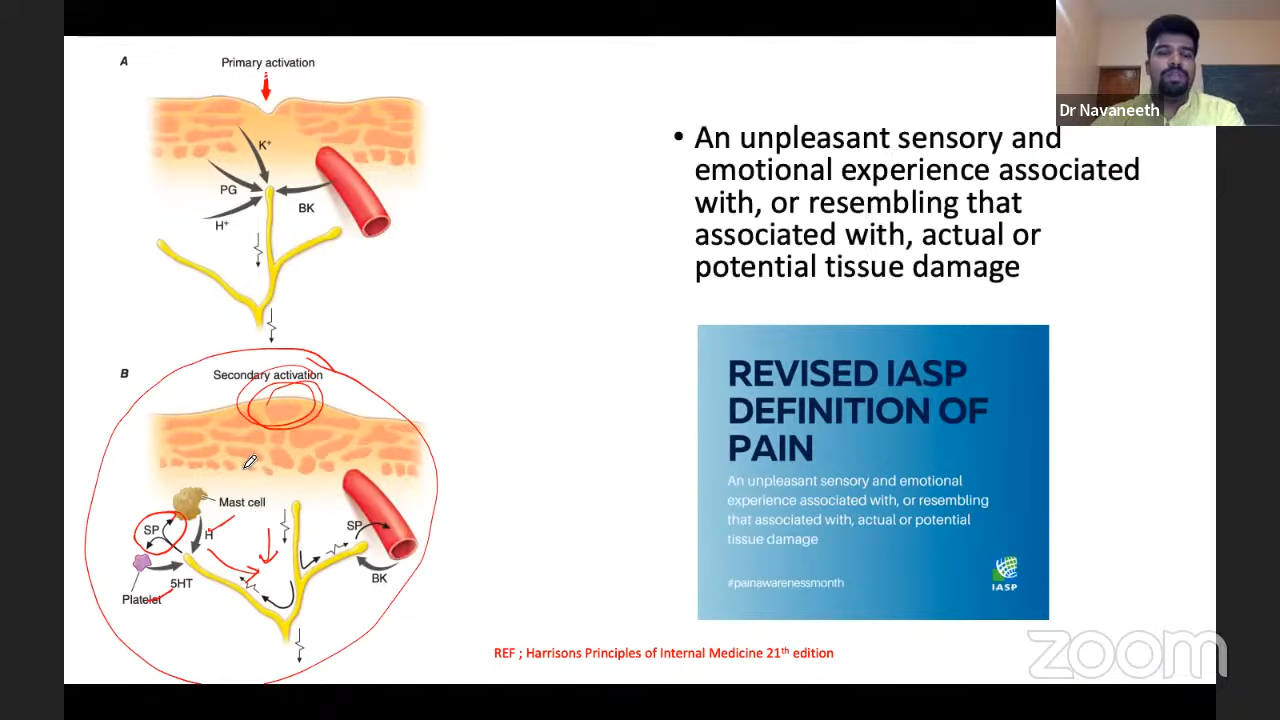 A
Primary activation
K+
PG
BK
H+
B
Secondary activation
Mast cell
SP
H
SP
5HT
BK
Platelet
Dr Navaneeth
• An unpleasant sensory and
emotional experience associated
with, or resembling that
associated with, actual or
potential tissue damage
REVISED IASP
DEFINITION OF
PAIN
An unpleasant sensory and emotional
experience associated with, or resembling
that associated with, actual or potential
tissue damage
#painawarenessmonth
IASP
REF ; Harrisons Principles of Internal Medicine 21th edition
zoom